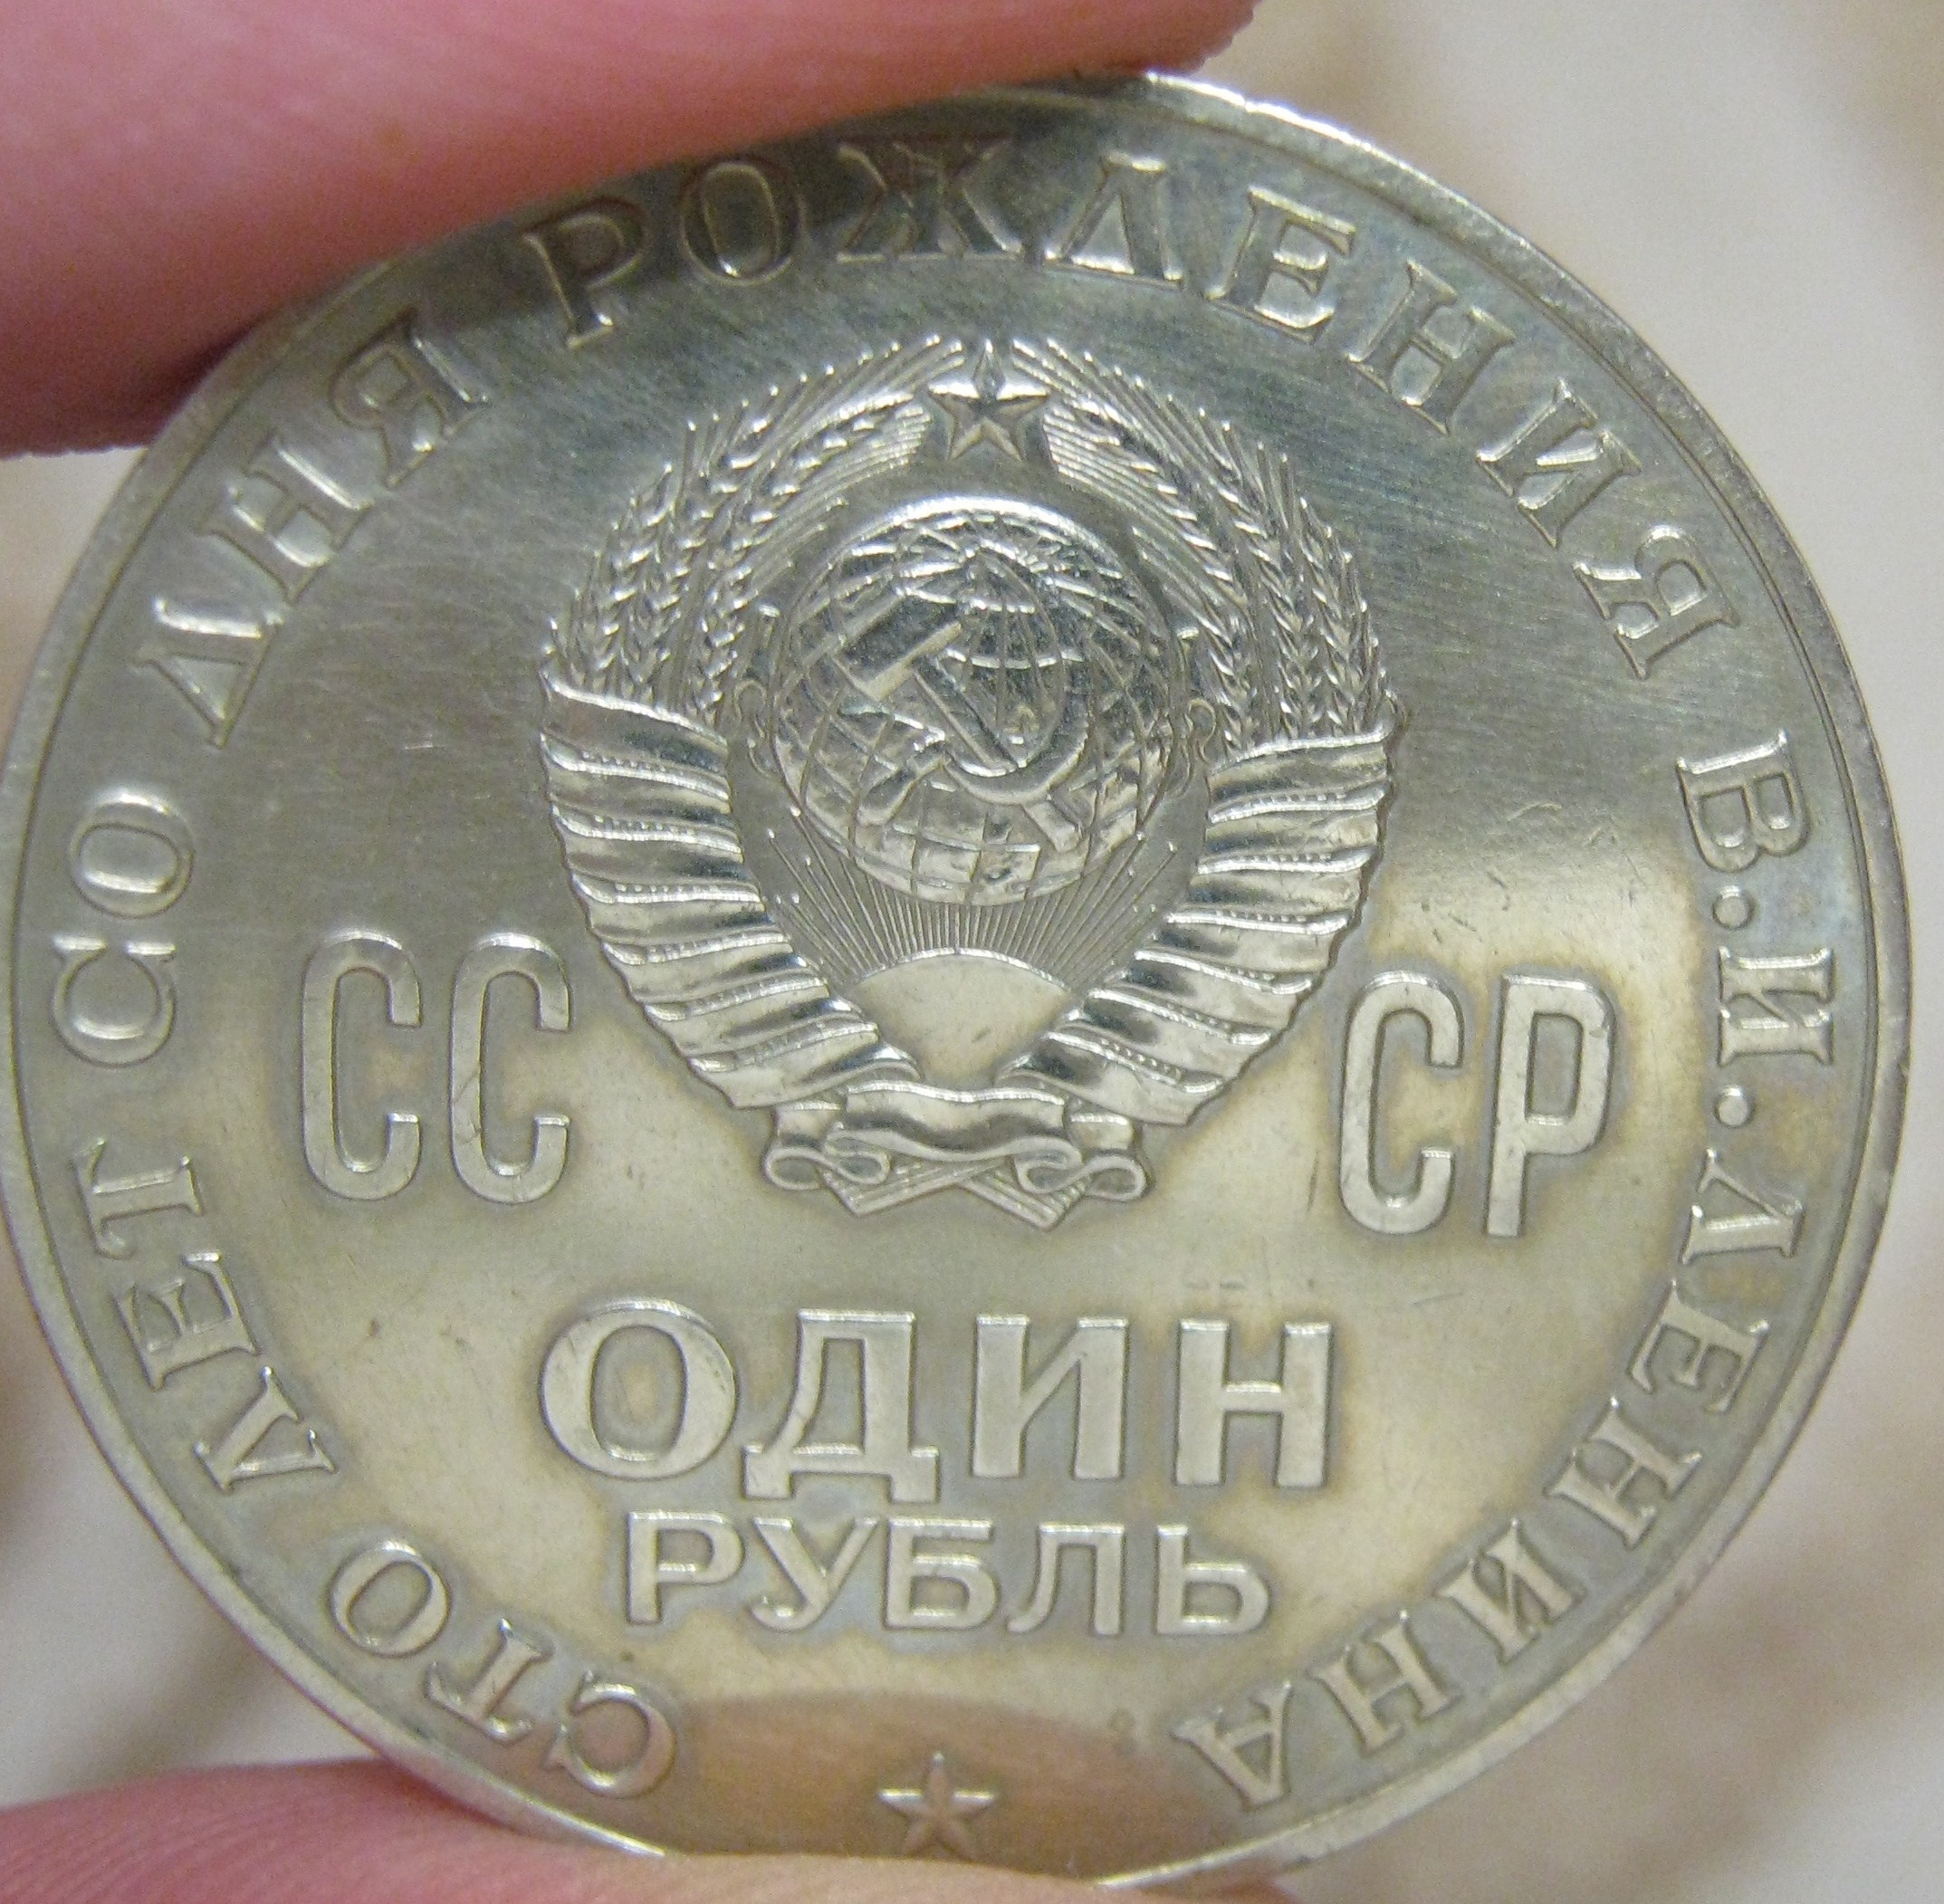 СТО ЛЕТ СО ДНЯ РОЖДЕНИЯ В.И.ЛЕНИНА
СС СР
ОДИН
РУБЛЬ